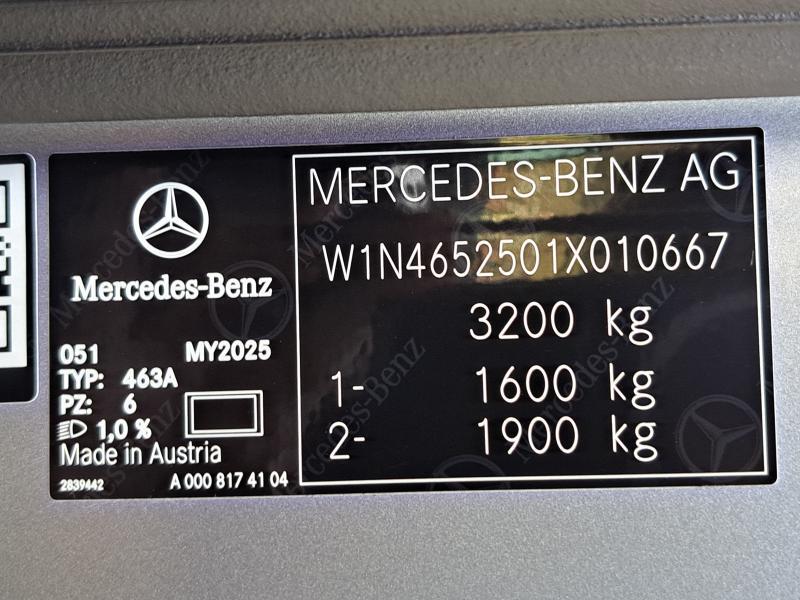 Mercedes-Benz
051 MY2025
TYP: 463A
PZ: 6
1,0 %
Made in Austria
2839442 A 000 817 41 04
MERCEDES-BENZ AG
W1N4652501X010667
3200 kg
1- 1600 kg
2- 1900 kg